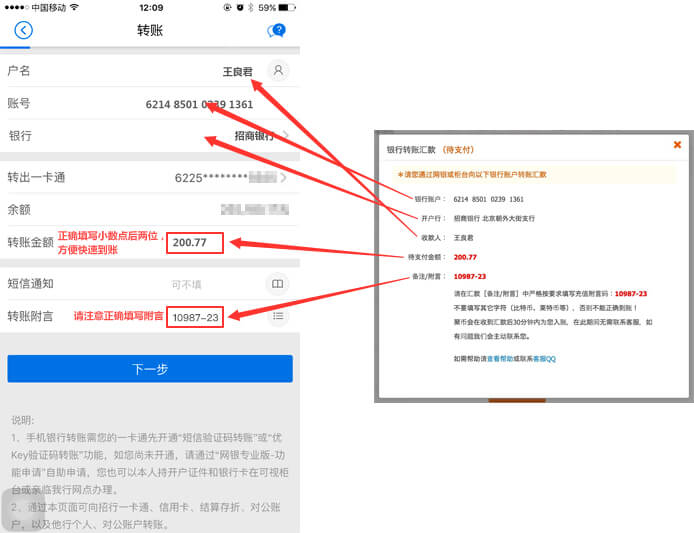 中国移动 12:09 59%
转账
户名 王良君
账号 6214 8501 0239 1361
银行 招商银行
转出一卡通 6225********
余额
转账金额 正确填写小数点后两位，方便快速到账 200.77
短信通知 可不填
转账附言 请注意正确填写附言 10987-23
下一步
说明:
1、手机银行转账需您的一卡通先开通“短信验证码转账”或“优
Key验证码转账”功能，如您尚未开通，请通过“网银专业版-功
能申请”自助申请，您也可以本人持开户证件和银行卡在可视柜
台或亲临我行网点办理。
2、通过本页面可向招行一卡通、信用卡、结算存折、对公账
户，以及他行个人、对公账户转账。
银行转账汇款 （待支付）
*请您通过网银或柜台向以下银行账户转账汇款
银行账户： 6214 8501 0239 1361
开户行： 招商银行 北京朝外大街支行
收款人： 王良君
待支付金额： 200.77
备注/附言： 10987-23
请在汇款【备注/附言】中严格按要求填写充值附言码：10987-23
不要填写其它字符（比特币、莱特币等），否则不能正确到账！
聚币会在收到汇款后30分钟内为您入账，在此期间无需联系客服，如
有问题我们会主动联系您。
如需帮助请查看帮助或联系客服QQ